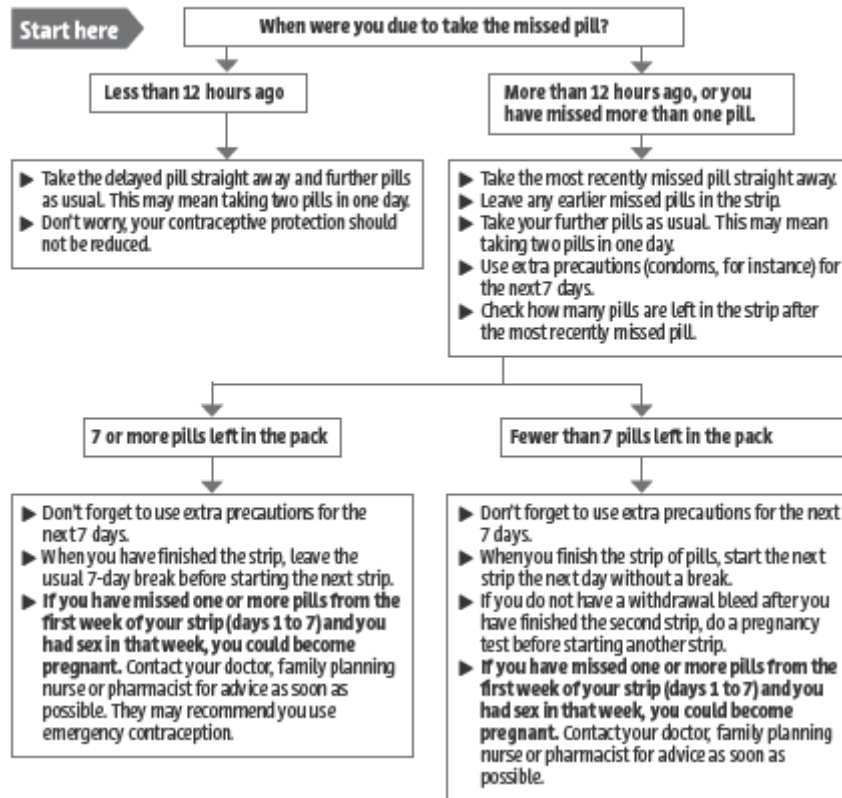 Start here
When were you due to take the missed pill?
Less than 12 hours ago
More than 12 hours ago, or you
have missed more than one pill.
▶ Take the delayed pill straight away and further pills
as usual. This may mean taking two pills in one day.
▶ Don't worry, your contraceptive protection should
not be reduced.
▶ Take the most recently missed pill straight away.
▶ Leave any earlier missed pills in the strip.
▶ Take your further pills as usual. This may mean
taking two pills in one day.
▶ Use extra precautions (condoms, for instance) for
the next 7 days.
▶ Check how many pills are left in the strip after
the most recently missed pill.
7 or more pills left in the pack
Fewer than 7 pills left in the pack
▶ Don't forget to use extra precautions for the
next 7 days.
▶ When you have finished the strip, leave the
usual 7-day break before starting the next strip.
▶ If you have missed one or more pills from the
first week of your strip (days 1 to 7) and you
had sex in that week, you could become
pregnant. Contact your doctor, family planning
nurse or pharmacist for advice as soon as
possible. They may recommend you use
emergency contraception.
▶ Don't forget to use extra precautions for the next
7 days.
▶ When you finish the strip of pills, start the next
strip the next day without a break.
▶ If you do not have a withdrawal bleed after you
have finished the second strip, do a pregnancy
test before starting another strip.
▶ If you have missed one or more pills from the
first week of your strip (days 1 to 7) and you
had sex in that week, you could become
pregnant. Contact your doctor, family planning
nurse or pharmacist for advice as soon as
possible.